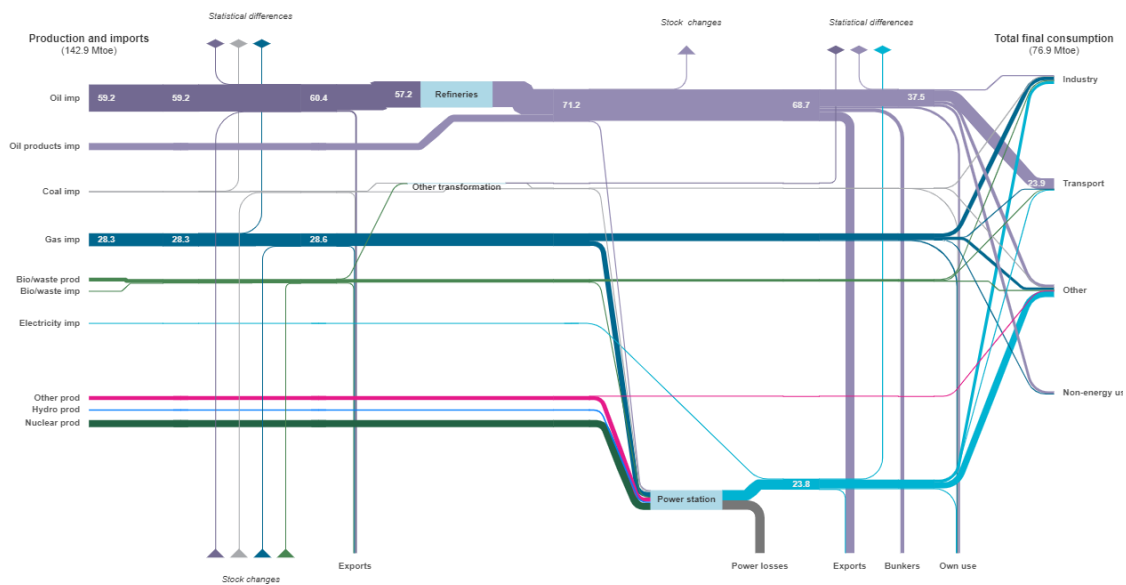 Statistical differences
Stock changes
Statistical differences
Production and imports
(142.9 Mtoe)
Total final consumption
(76.9 Mtoe)
Industry
Oil imp
59.2
59.2
60.4
57.2
Refineries
71.2
68.7
37.5
Oil products imp
Coal imp
Other transformation
23.9
Transport
Gas imp
28.3
28.3
28.6
Bio/waste prod
Bio/waste imp
Other
Electricity imp
Other prod
Hydro prod
Nuclear prod
Non-energy us
Power station
23.8
Exports
Power losses
Exports
Bunkers
Own use
Stock changes